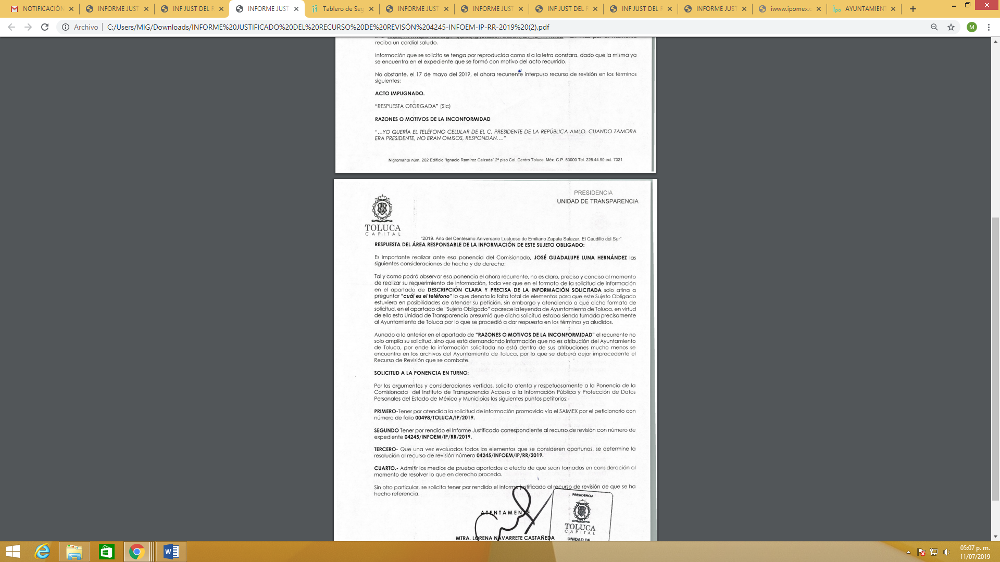 NOTIFICACIÓN
INFORME JUST
INF JUST DEL R
INFORME JUST
Tablero de Seg
INFORME JUST
INFORME JUST
INF JUST DEL R
INF JUST DEL R
INFORME JUST
iwww.ipomex.o
AYUNTAMIENT
Archivo
C:/Users/MIG/Downloads/INFORME%20JUSTIFICADO%20DEL%20RECURSO%20DE%20REVISÓN%204245-INFOEM-IP-RR-2019%20(2).pdf
M
reciba un cordial saludo.
Información que se solicita se tenga por reproducida como si a la letra constara, dado que la misma ya
se encuentra en el expediente que se formó con motivo del acto recurrido.
No obstante, el 17 de mayo del 2019, el ahora recurrente interpuso recurso de revisión en los términos
siguientes:
ACTO IMPUGNADO.
“RESPUESTA OTORGADA” (Sic)
RAZONES O MOTIVOS DE LA INCONFORMIDAD
“…YO QUERÍA EL TELÉFONO CELULAR DE EL C. PRESIDENTE DE LA REPÚBLICA AMLO. CUANDO ZAMORA
ERA PRESIDENTE, NO ERAN OMISOS, RESPONDAN….”
Nigromante núm. 202 Edificio “Ignacio Ramírez Calzada” 2º piso Col. Centro Toluca. Méx. C.P. 50000 Tel. 226.44.90 ext. 7321
PRESIDENCIA
UNIDAD DE TRANSPARENCIA
TOLUCA
CAPITAL
“2019. Año del Centésimo Aniversario Luctuoso de Emiliano Zapata Salazar, El Caudillo del Sur”
RESPUESTA DEL ÁREA RESPONSABLE DE LA INFORMACIÓN DE ESTE SUJETO OBLIGADO:
Es importante realizar ante esa ponencia del Comisionado, JOSÉ GUADALUPE LUNA HERNÁNDEZ las
siguientes consideraciones de hecho y de derecho:
Tal y como podrá observar esa ponencia el ahora recurrente, no es claro, preciso y conciso al momento
de realizar su requerimiento de información, toda vez que en el formato de la solicitud de información
en el apartado de DESCRIPCIÓN CLARA Y PRECISA DE LA INFORMACIÓN SOLICITADA solo atina a
preguntar “cuál es el teléfono” lo que denota la falta total de elementos para que este Sujeto Obligado
estuviera en posibilidades de atender su petición, sin embargo y atendiendo a que dicho formato de
solicitud, en el apartado de “Sujeto Obligado” aparece la leyenda de Ayuntamiento de Toluca, en virtud
de ello esta Unidad de Transparencia presumió que dicha solicitud estaba siendo turnada precisamente
al Ayuntamiento de Toluca por lo que se procedió a dar respuesta en los términos ya aludidos.
Aunado a lo anterior en el apartado de “RAZONES O MOTIVOS DE LA INCONFORMIDAD” el recurrente no
solo amplía su solicitud, sino que está demandando información que no es atribución del Ayuntamiento
de Toluca, por ende la información solicitada no está dentro de sus atribuciones mucho menos se
encuentra en los archivos del Ayuntamiento de Toluca, por lo que se deberá dejar improcedente el
Recurso de Revisión que se combate.
SOLICITUD A LA PONENCIA EN TURNO:
Por los argumentos y consideraciones vertidas, solicito atenta y respetuosamente a la Ponencia de la
Comisionada del Instituto de Transparencia Acceso a la Información Pública y Protección de Datos
Personales del Estado de México y Municipios los siguientes puntos petitorios:
PRIMERO-Tener por atendida la solicitud de información promovida vía el SAIMEX por el peticionario con
número de folio 00498/TOLUCA/IP/2019.
SEGUNDO Tener por rendido el Informe Justificado correspondiente al recurso de revisión con número de
expediente 04245/INFOEM/IP/RR/2019.
TERCERO- Que una vez evaluados todos los elementos que se consideren oportunos, se determine la
resolución al recurso de revisión número 04245/INFOEM/IP/RR/2019.
CUARTO.- Admitir los medios de prueba aportados a efecto de que sean tomados en consideración al
momento de resolver lo que en derecho proceda.
Sin otro particular, se solicita tener por rendido el informe justificado al recurso de revisión de que se ha
hecho referencia.
ATENTAMENTE
PRESIDENCIA
TOLUCA
CAPITAL
UNIDAD DE
MTRA. LORENA NAVARRETE CASTAÑEDA
05:07 p. m.
11/07/2019